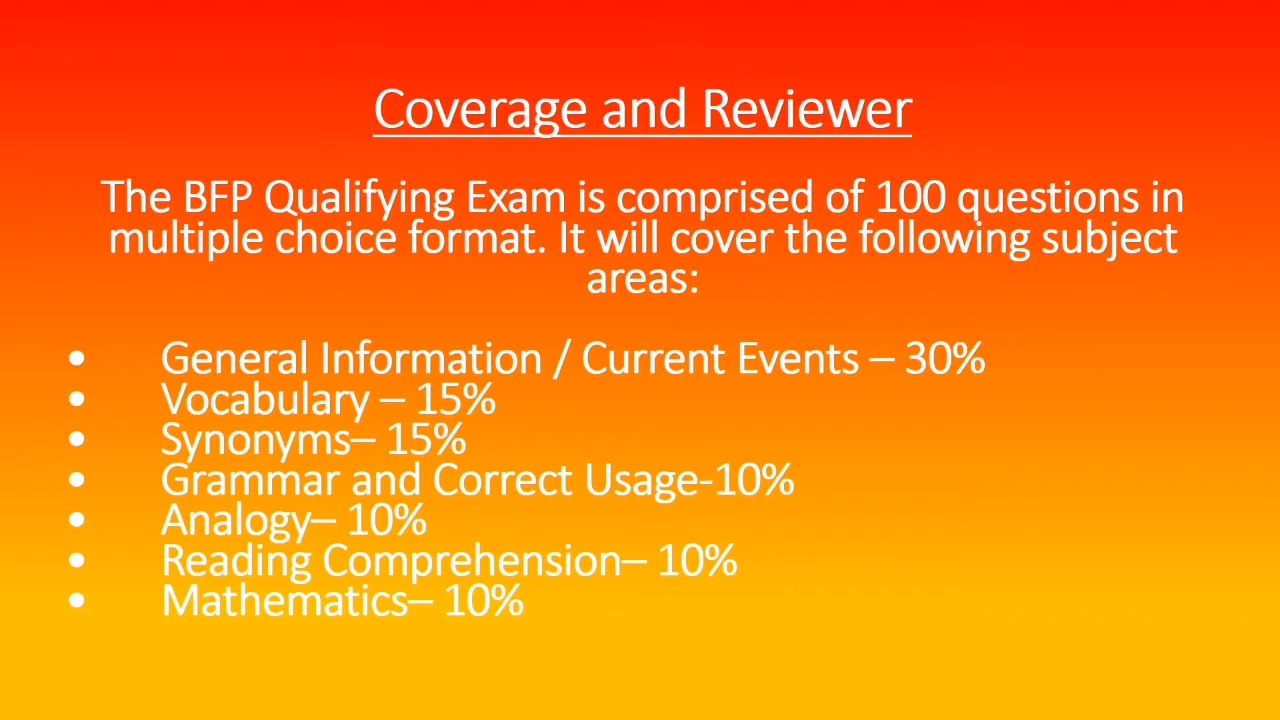 Coverage and Reviewer
The BFP Qualifying Exam is comprised of 100 questions in
multiple choice format. It will cover the following subject
areas:
• General Information / Current Events – 30%
• Vocabulary – 15%
• Synonyms– 15%
• Grammar and Correct Usage-10%
• Analogy– 10%
• Reading Comprehension– 10%
• Mathematics– 10%